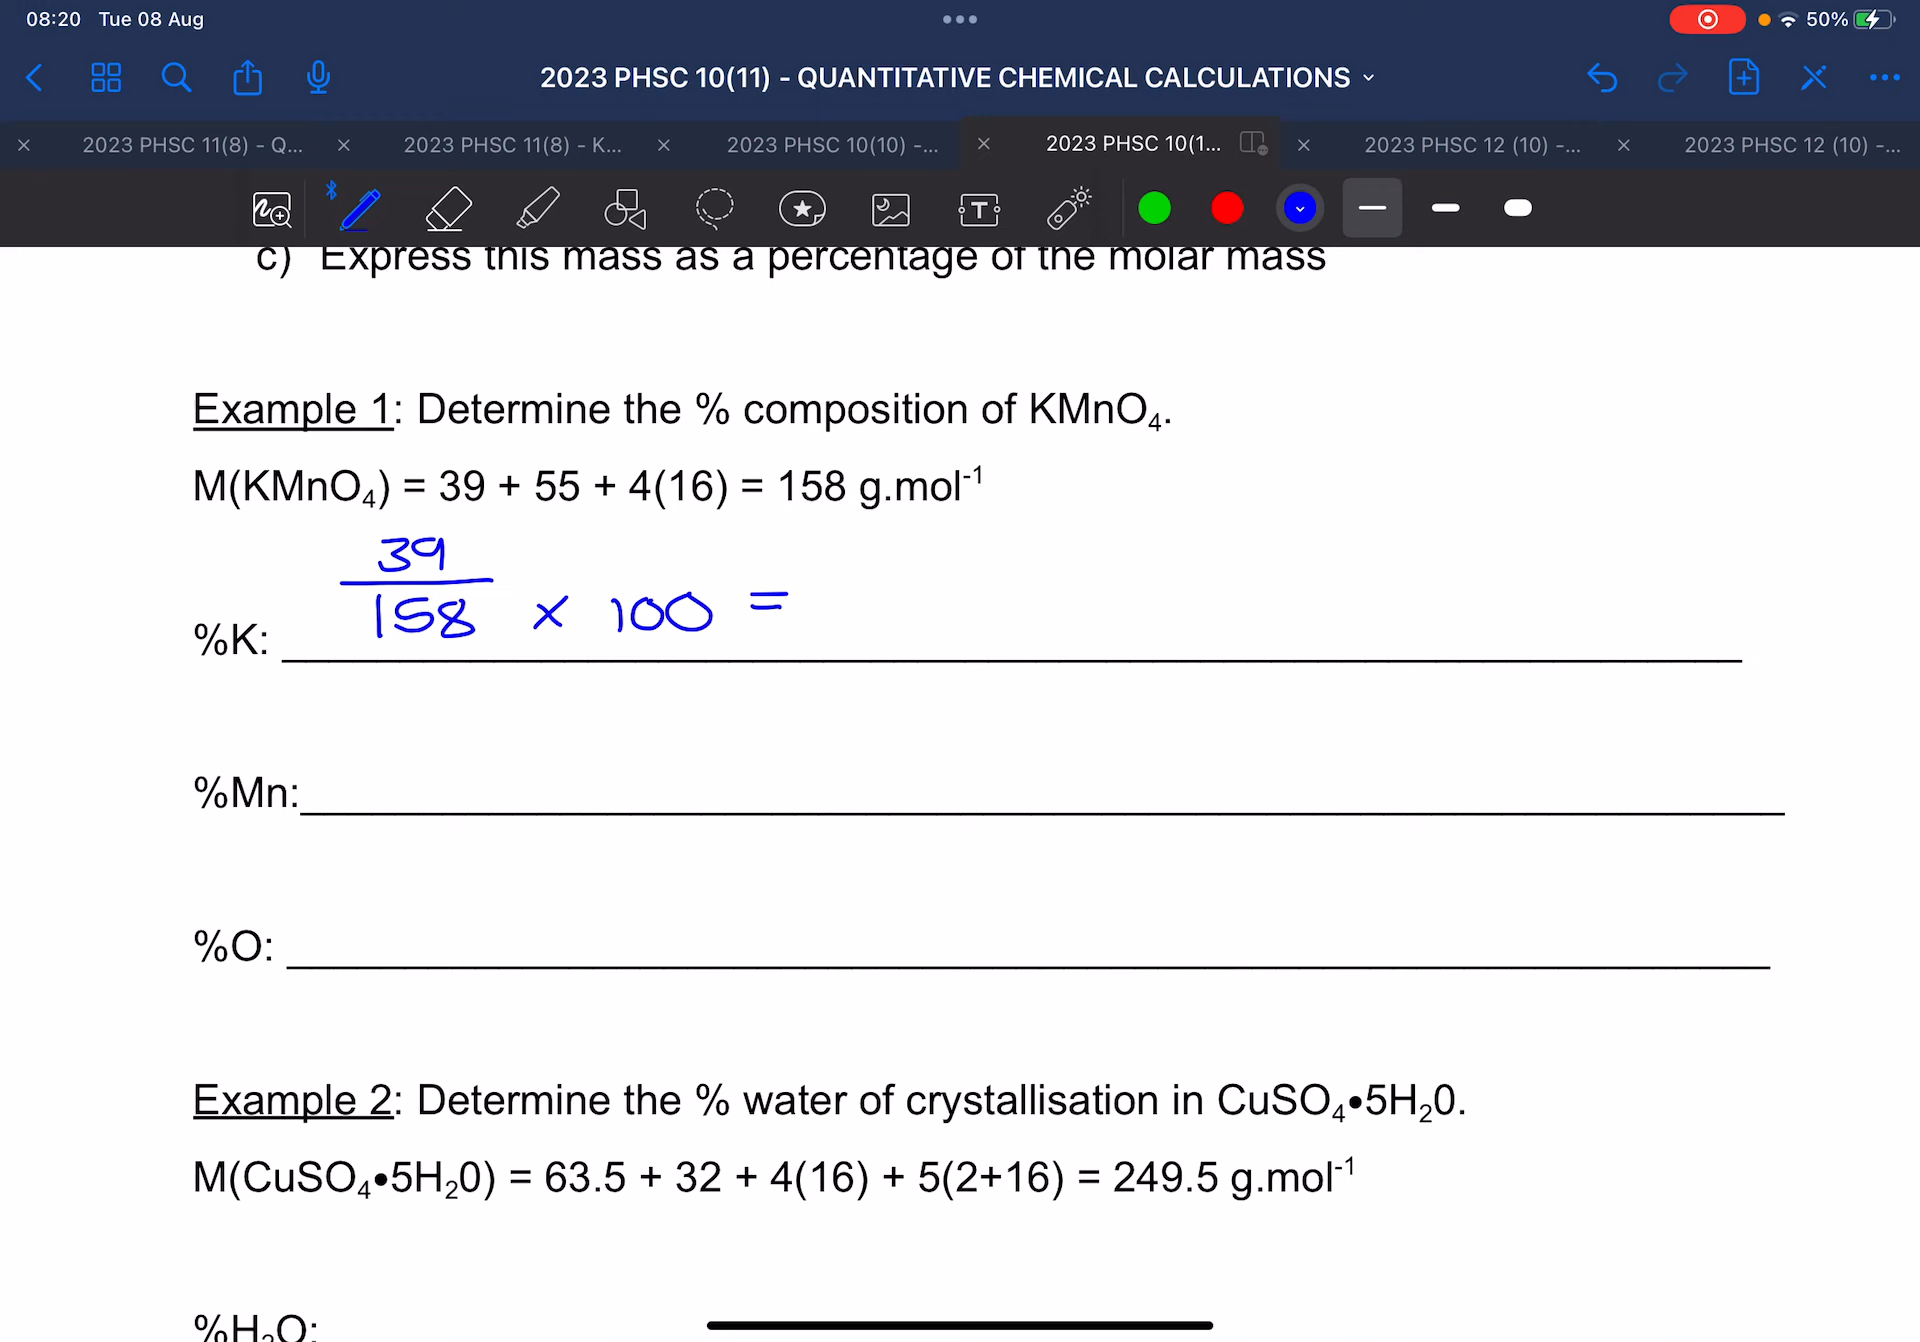 08:20 Tue 08 Aug
50%
2023 PHSC 10(11) - QUANTITATIVE CHEMICAL CALCULATIONS
2023 PHSC 11(8) - Q... 2023 PHSC 11(8) - K... 2023 PHSC 10(10) -... 2023 PHSC 10(1... 2023 PHSC 12 (10) -... 2023 PHSC 12 (10) -...
T
c) Express this mass as a percentage of the molar mass
Example 1: Determine the % composition of KMnO₄.
M(KMnO₄) = 39 + 55 + 4(16) = 158 g.mol⁻¹
39
158 × 100 =
%K:
%Mn:
%O:
Example 2: Determine the % water of crystallisation in CuSO₄•5H₂0.
M(CuSO₄•5H₂0) = 63.5 + 32 + 4(16) + 5(2+16) = 249.5 g.mol⁻¹
%H₂O: